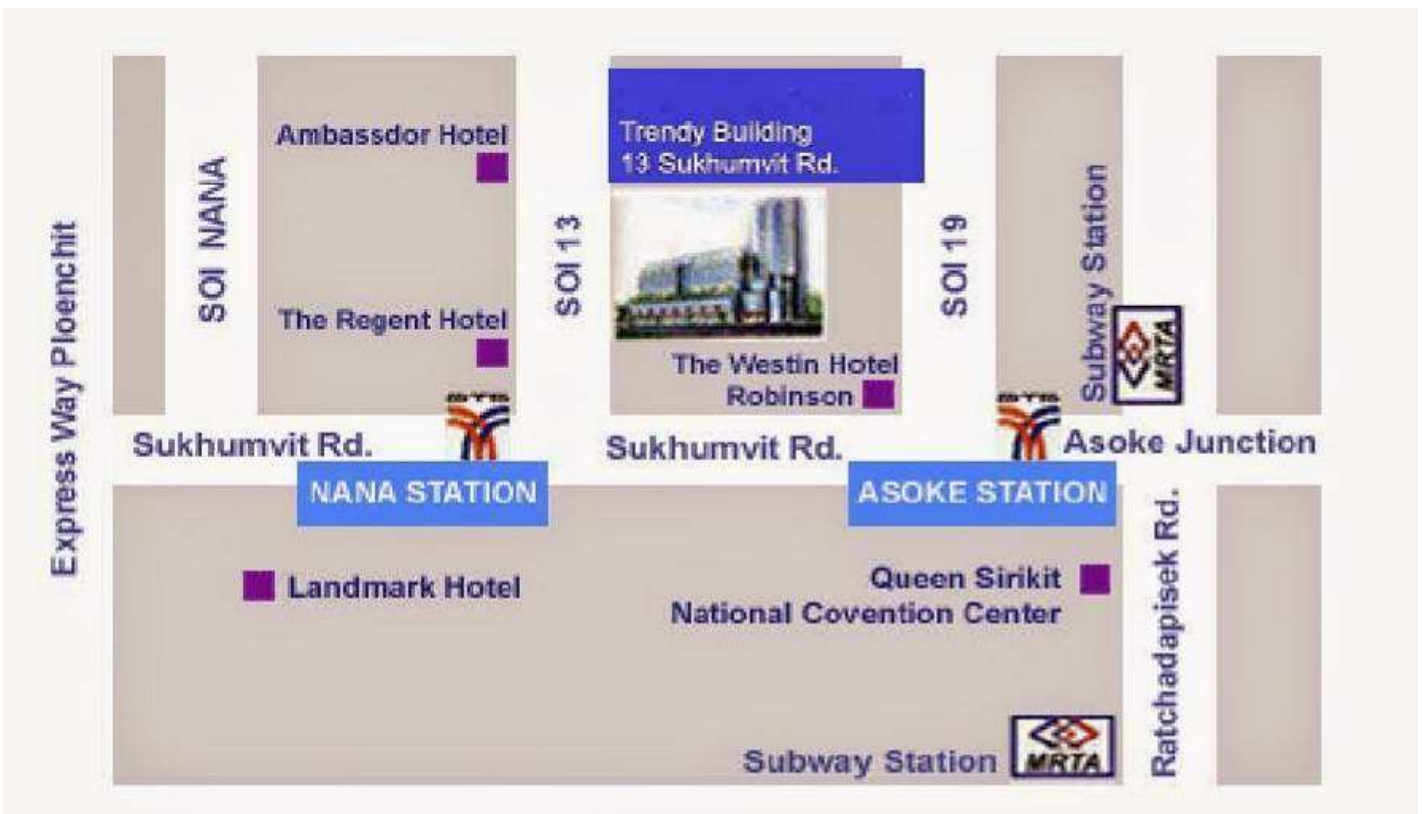 Ambassdor Hotel
Trendy Building
13 Sukhumvit Rd.
SOI NANA
SOI 13
SOI 19
Subway Station
Express Way Ploenchit
The Regent Hotel
MRTA
The Westin Hotel
Robinson
Sukhumvit Rd.
Sukhumvit Rd.
Asoke Junction
NANA STATION
ASOKE STATION
Landmark Hotel
Queen Sirikit
National Covention Center
Ratchadapisek Rd.
Subway Station
MRTA